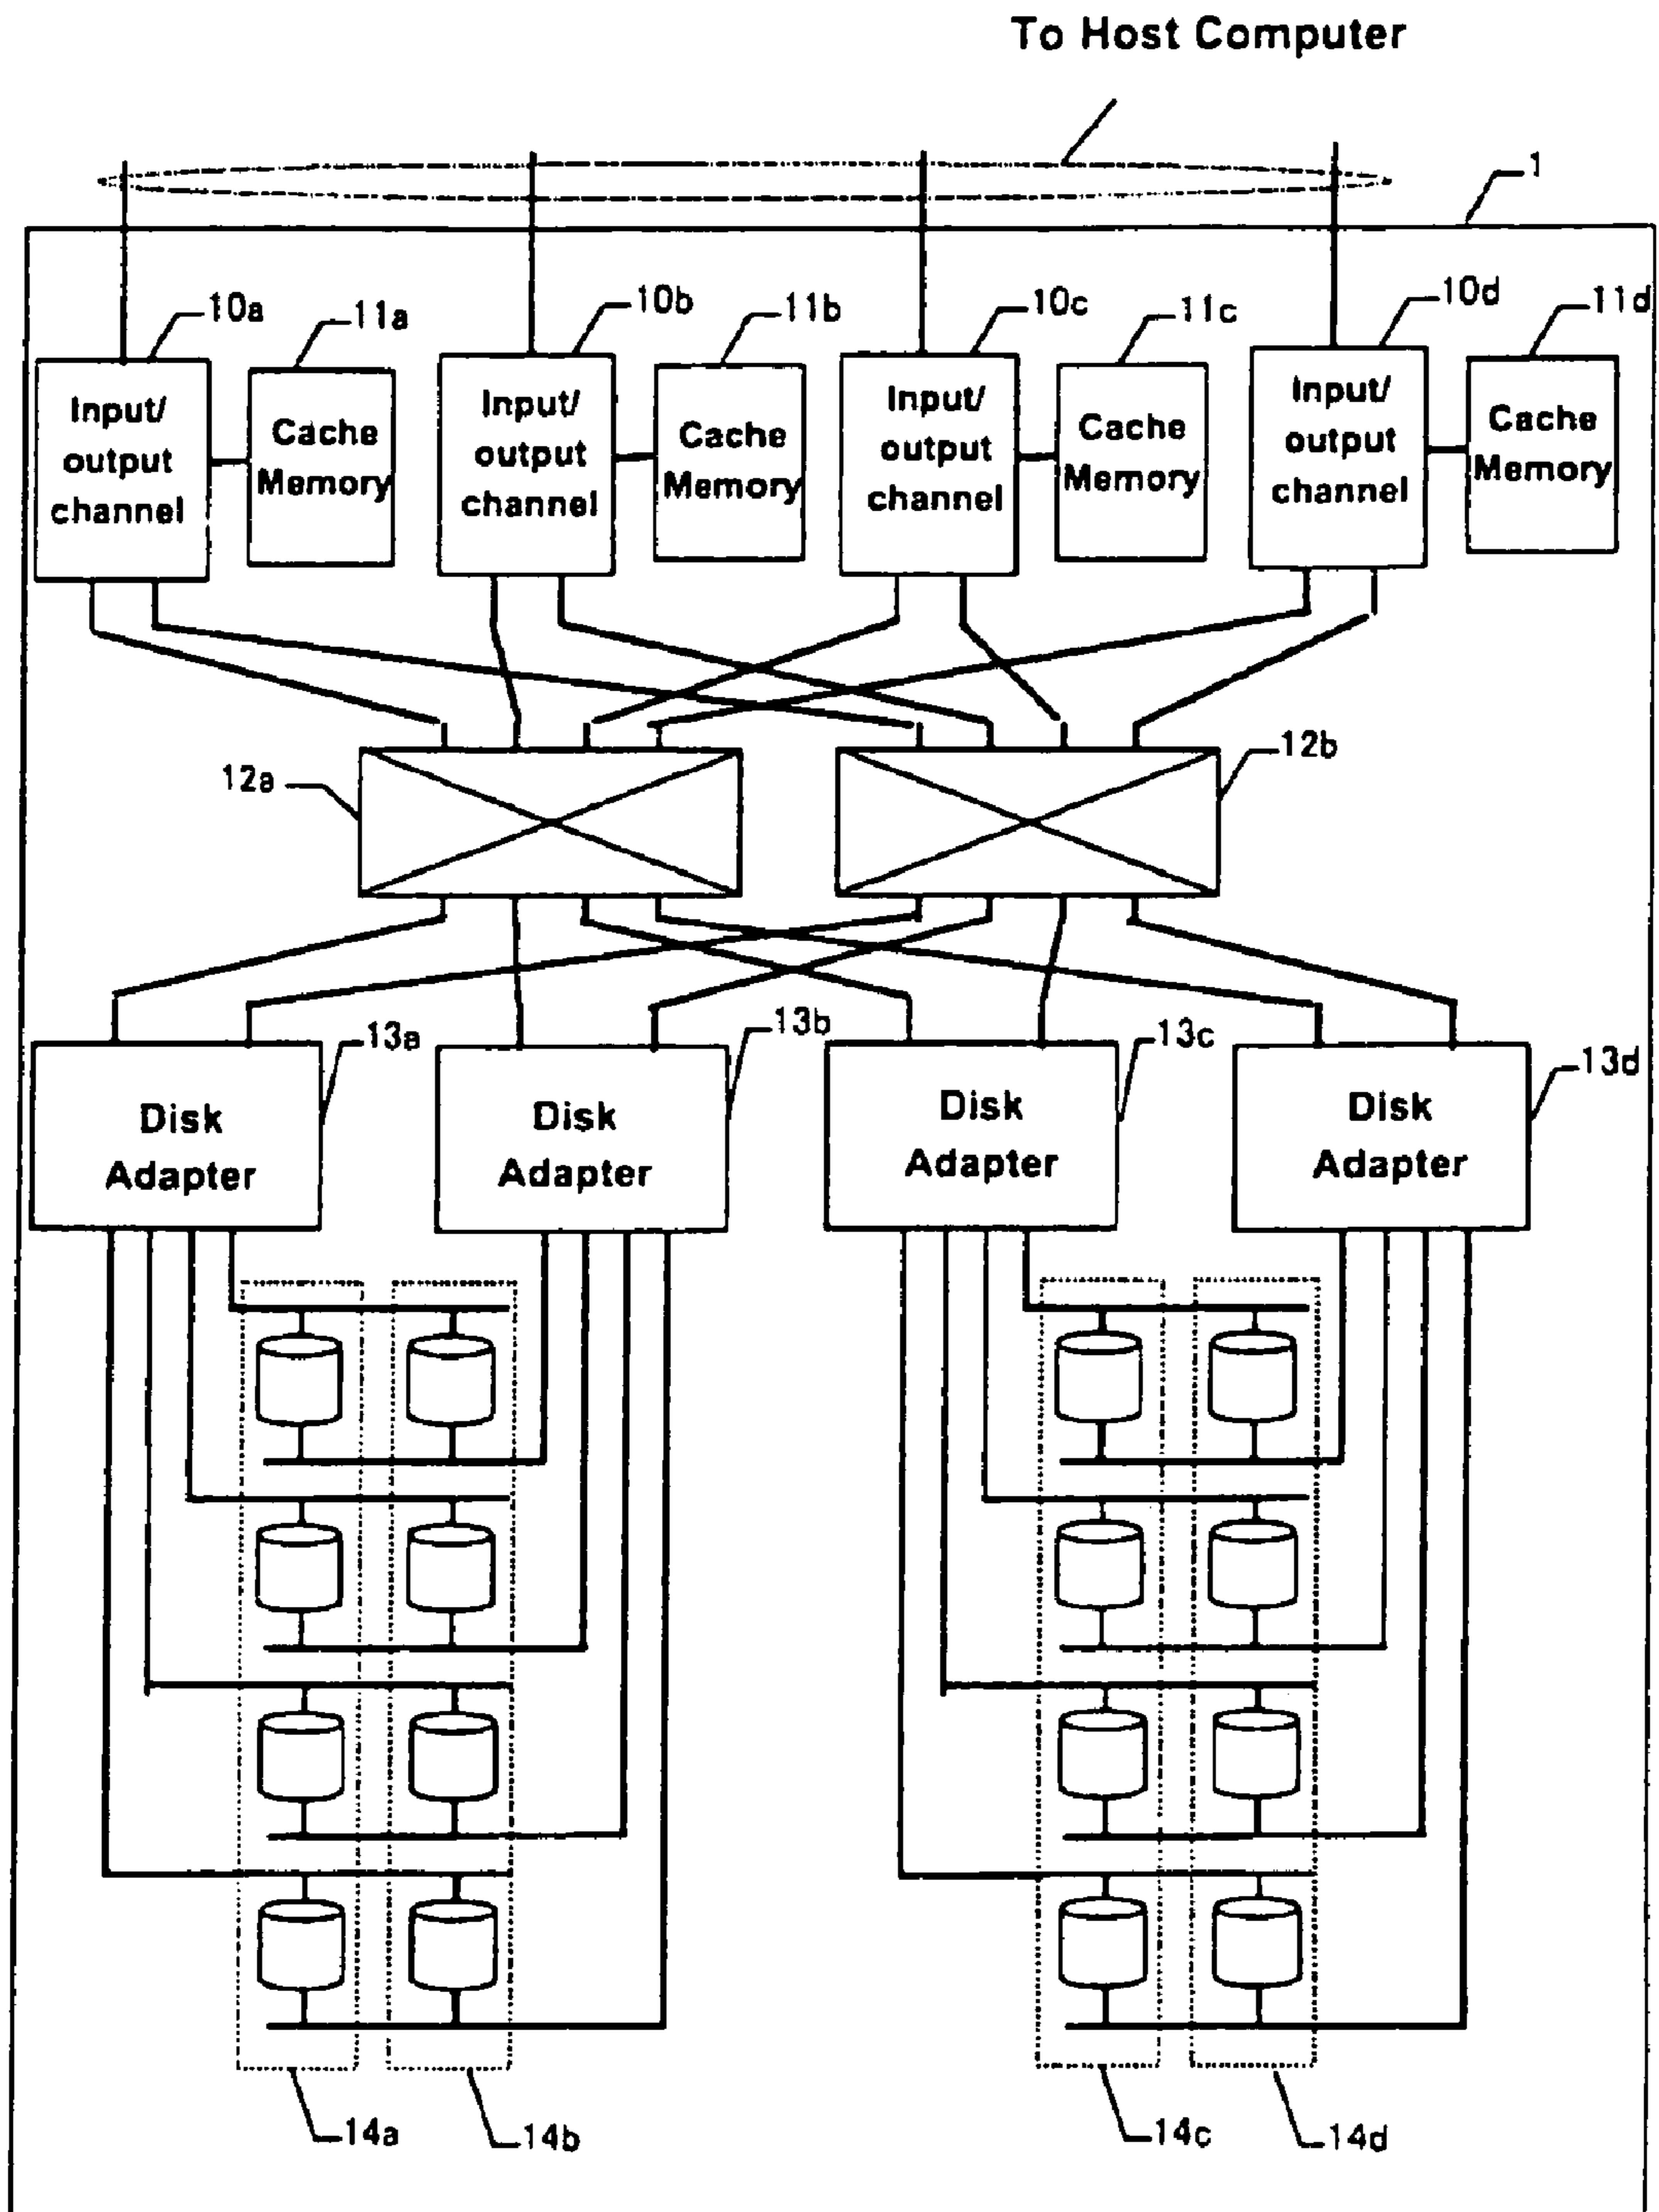 To Host Computer
1
10a
11a
10b
11b
10c
11c
10d
11d
Input/
output
channel
Cache
Memory
Input/
output
channel
Cache
Memory
Input/
output
channel
Cache
Memory
Input/
output
channel
Cache
Memory
12a
12b
13a
13b
13c
13d
Disk
Adapter
Disk
Adapter
Disk
Adapter
Disk
Adapter
14a
14b
14c
14d